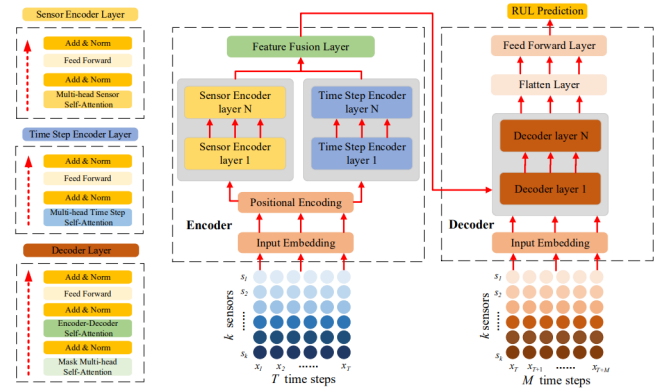 Sensor Encoder Layer
Add & Norm
Feed Forward
Add & Norm
Multi-head Sensor
Self-Attention
Time Step Encoder Layer
Add & Norm
Feed Forward
Add & Norm
Multi-head Time Step
Self-Attention
Decoder Layer
Add & Norm
Feed Forward
Add & Norm
Encoder-Decoder
Self-Attention
Add & Norm
Mask Multi-head
Self-Attention
Feature Fusion Layer
Sensor Encoder
layer N
Sensor Encoder
layer 1
Time Step Encoder
layer N
Time Step Encoder
layer 1
Positional Encoding
Encoder
Input Embedding
k sensors
s1
s2
......
sk
x1 x2 ...... xT
T time steps
RUL Prediction
Feed Forward Layer
Flatten Layer
Decoder layer N
Decoder layer 1
Decoder
Input Embedding
k sensors
s1
s2
......
sk
xT xT+1 ...... xT+M
M time steps